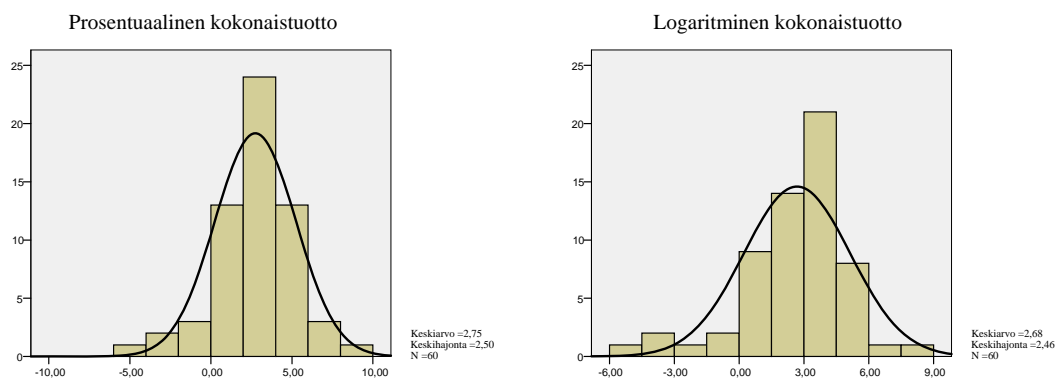 Prosentuaalinen kokonaistuotto
25
20
15
10
5
0
-10,00 -5,00 0,00 5,00 10,00
Keskiarvo =2,75
Keskihajonta =2,50
N =60
Logaritminen kokonaistuotto
25
20
15
10
5
0
-6,00 -3,00 0,00 3,00 6,00 9,00
Keskiarvo =2,68
Keskihajonta =2,46
N =60